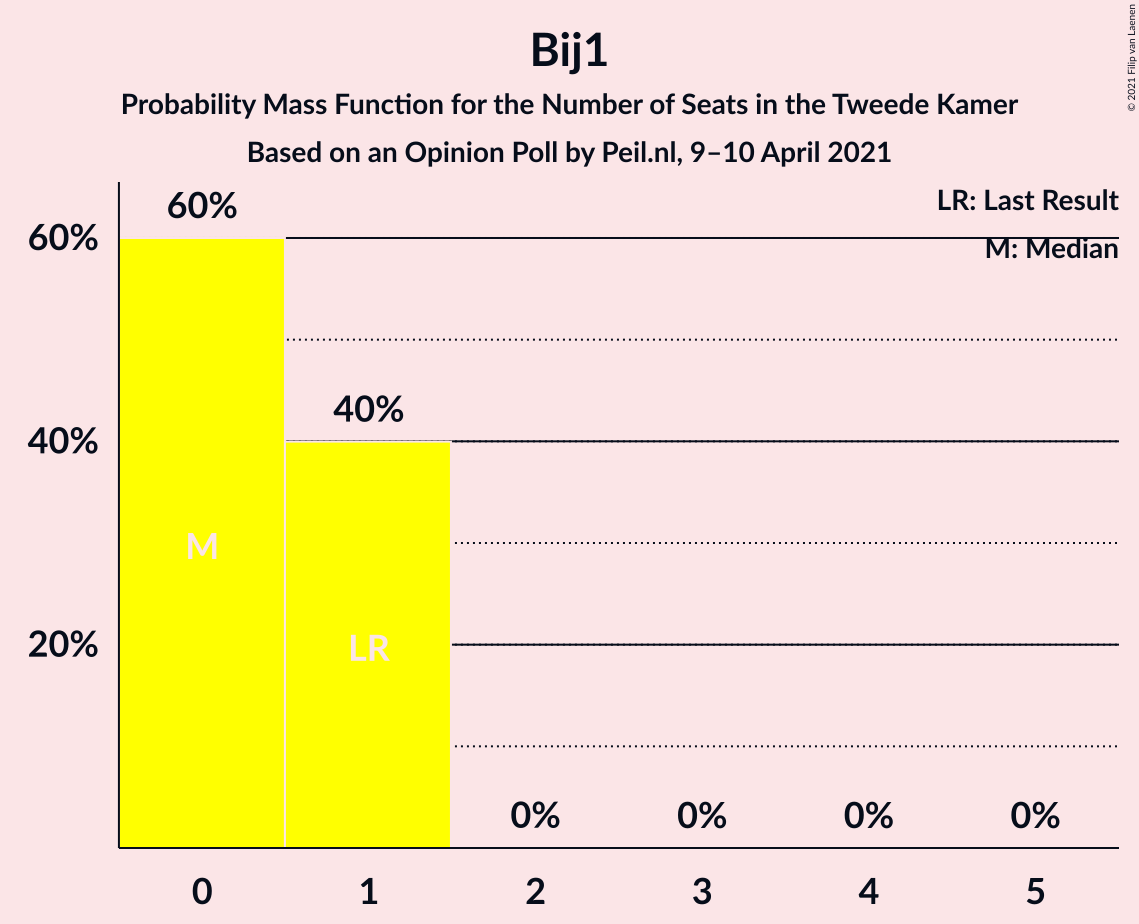 Bij1
Probability Mass Function for the Number of Seats in the Tweede Kamer
Based on an Opinion Poll by Peil.nl, 9–10 April 2021
© 2021 Filip van Laenen
LR: Last Result
M: Median
60%
40%
20%
60%
40%
0%
0%
0%
0%
M
LR
0
1
2
3
4
5